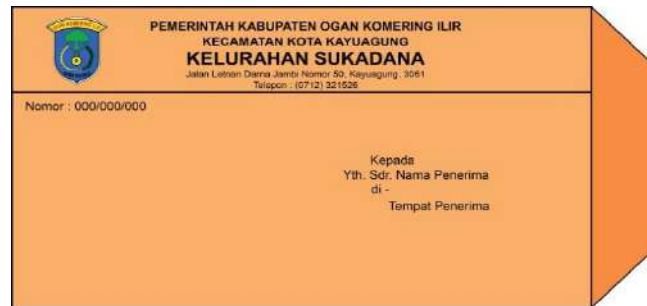 PEMERINTAH KABUPATEN OGAN KOMERING ILIR
KECAMATAN KOTA KAYUAGUNG
KELURAHAN SUKADANA
Jalan Letnan Darna Jambi Nomor 50, Kayuagung, 3061
Telepon : (0712) 321526
Nomor : 000/000/000
Kepada
Yth. Sdr. Nama Penerima
di -
Tempat Penerima